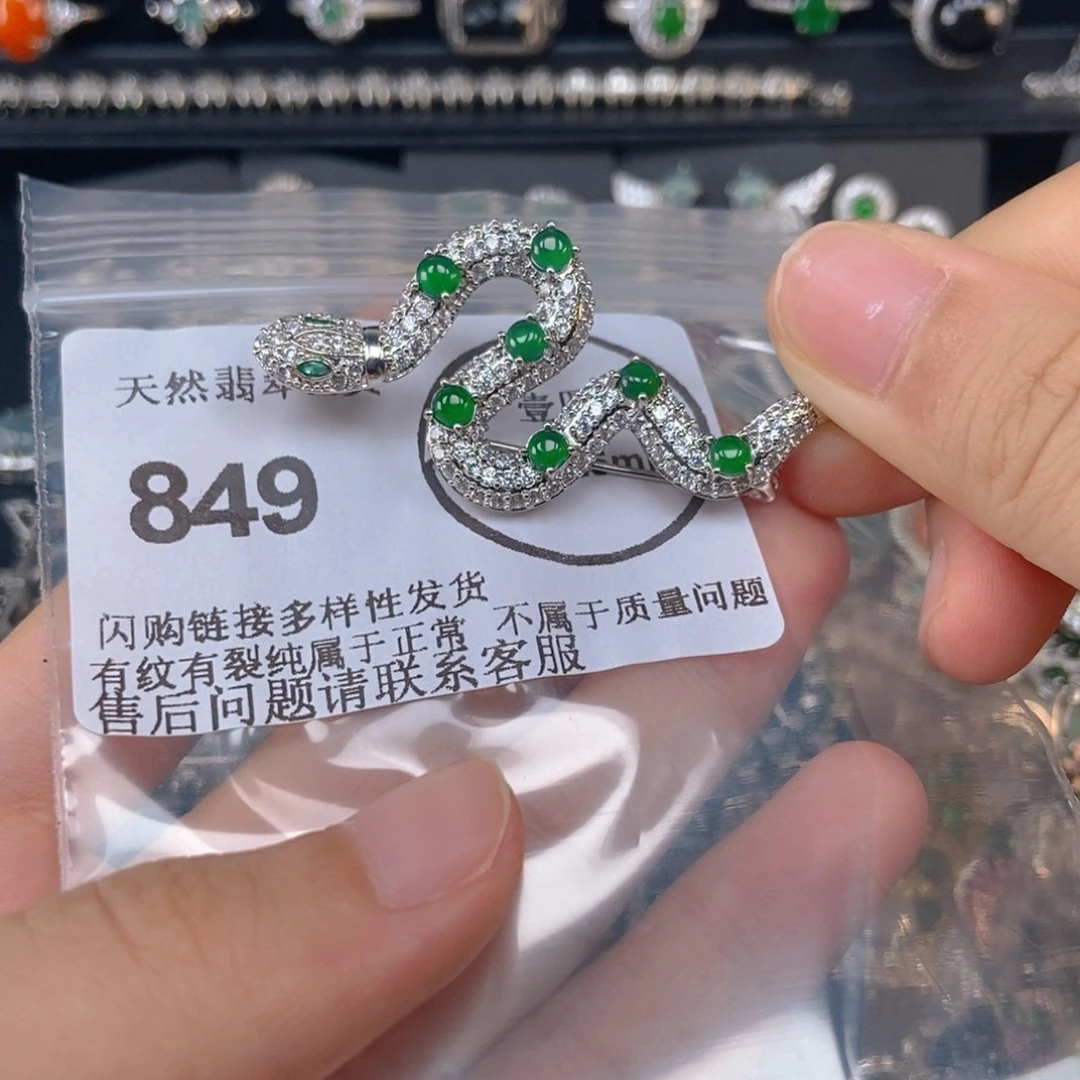 天然翡翠
849
壹
闪购链接多样性发货
有纹有裂纯属于正常 不属于质量问题
售后问题请联系客服